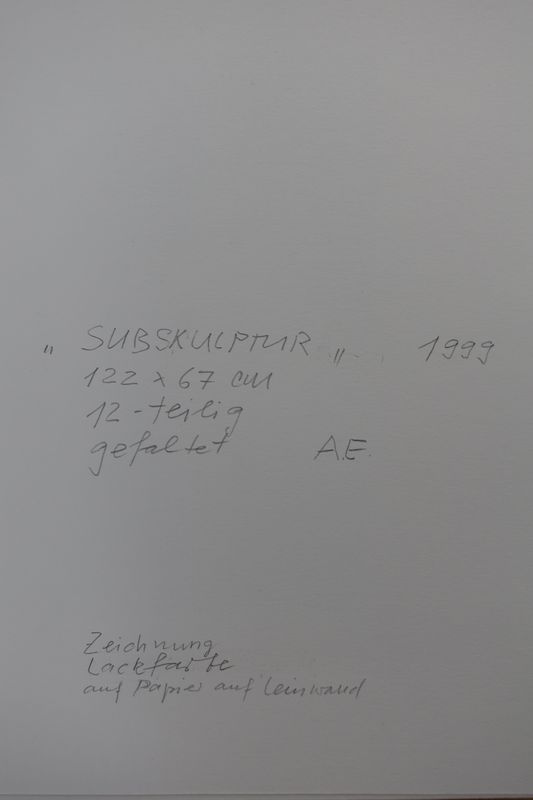 „ SUBSKULPTUR „ 1999
122 x 67 cm
12-teilig
gefaltet A.E.
Zeichnung
Lackfarbe
auf Papier auf Leinwand